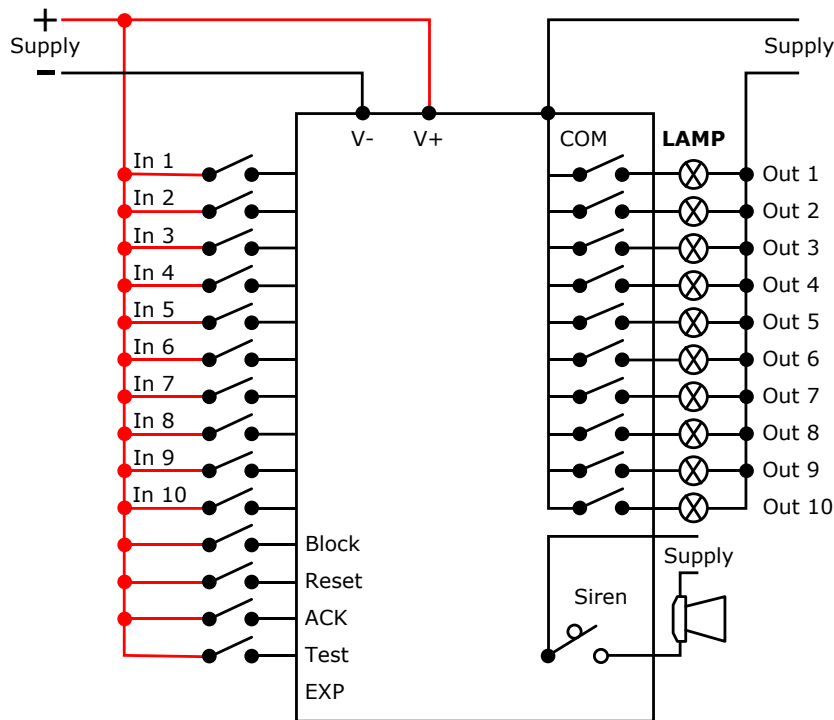 +
Supply
-
Supply
V-
V+
COM
LAMP
In 1
Out 1
In 2
Out 2
In 3
Out 3
In 4
Out 4
In 5
Out 5
In 6
Out 6
In 7
Out 7
In 8
Out 8
In 9
Out 9
In 10
Out 10
Block
Supply
Reset
Siren
ACK
Test
EXP